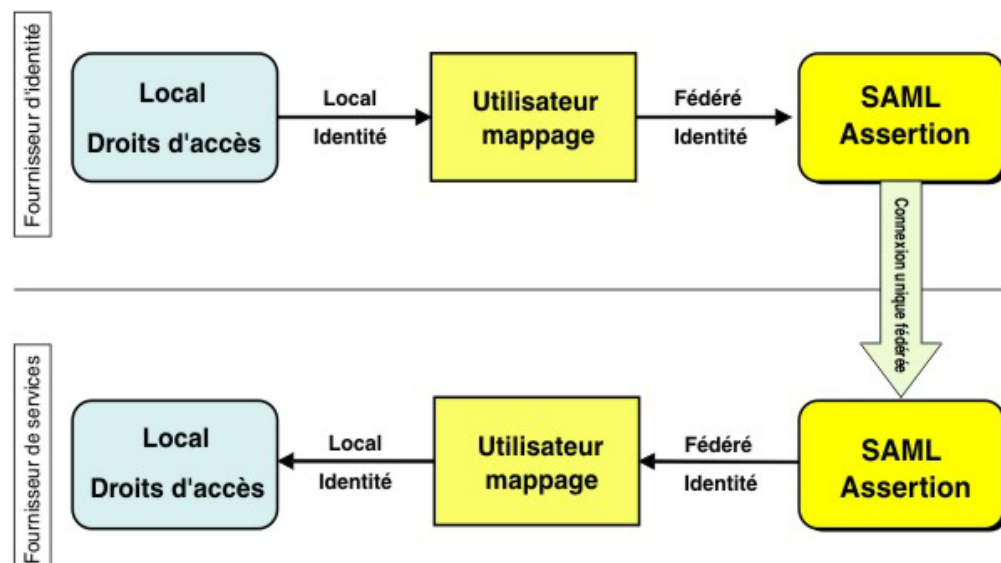 Fournisseur d'identité
Local
Droits d'accès
Local
Identité
Utilisateur
mappage
Fédéré
Identité
SAML
Assertion
Connexion unique fédérée
Fournisseur de services
Local
Droits d'accès
Local
Identité
Utilisateur
mappage
Fédéré
Identité
SAML
Assertion